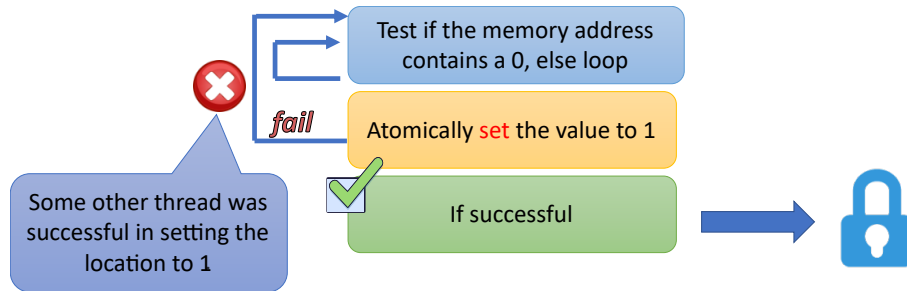 Test if the memory address
contains a 0, else loop
fail
Atomically set the value to 1
Some other thread was
successful in setting the
location to 1
If successful